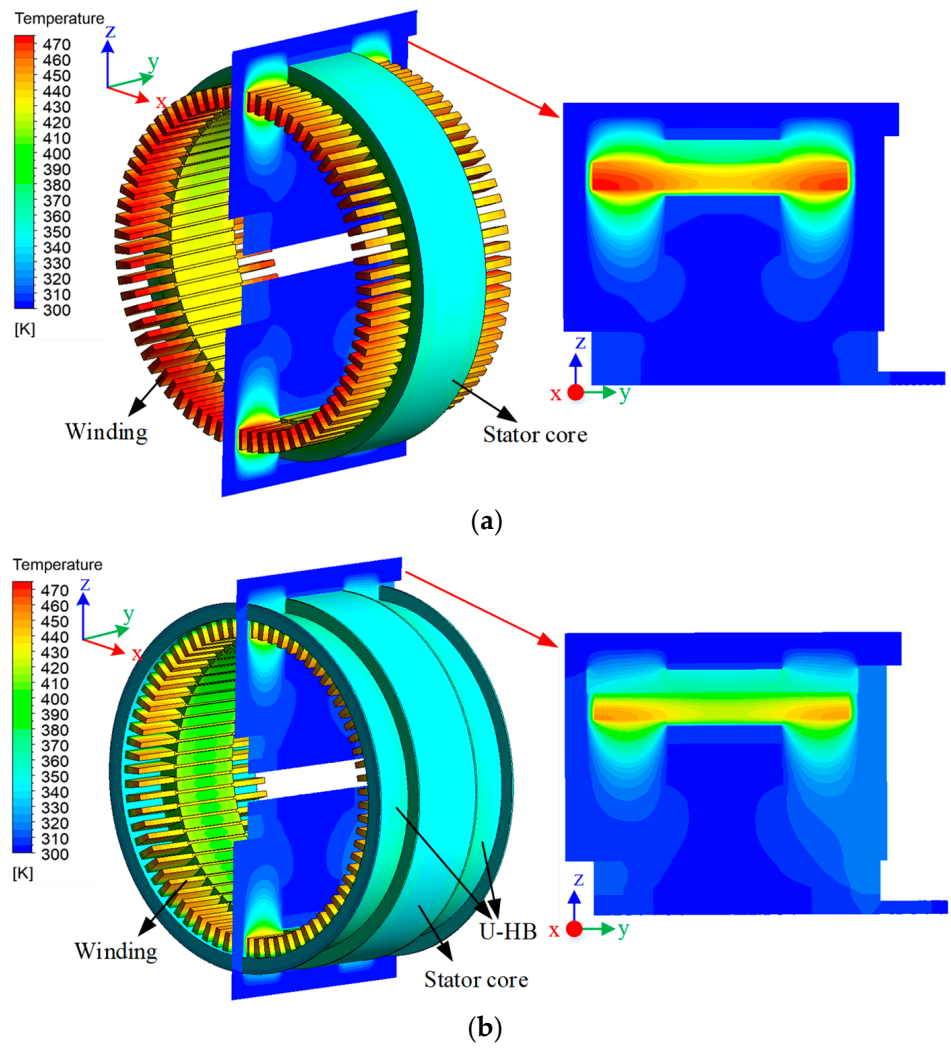 Temperature
470
460
450
440
430
420
410
400
390
380
370
360
350
340
330
320
310
300
[K]
z
y
x
Winding
Stator core
z
x
y
(a)
Temperature
470
460
450
440
430
420
410
400
390
380
370
360
350
340
330
320
310
300
[K]
z
y
x
Winding
U-HB
Stator core
z
x
y
(b)